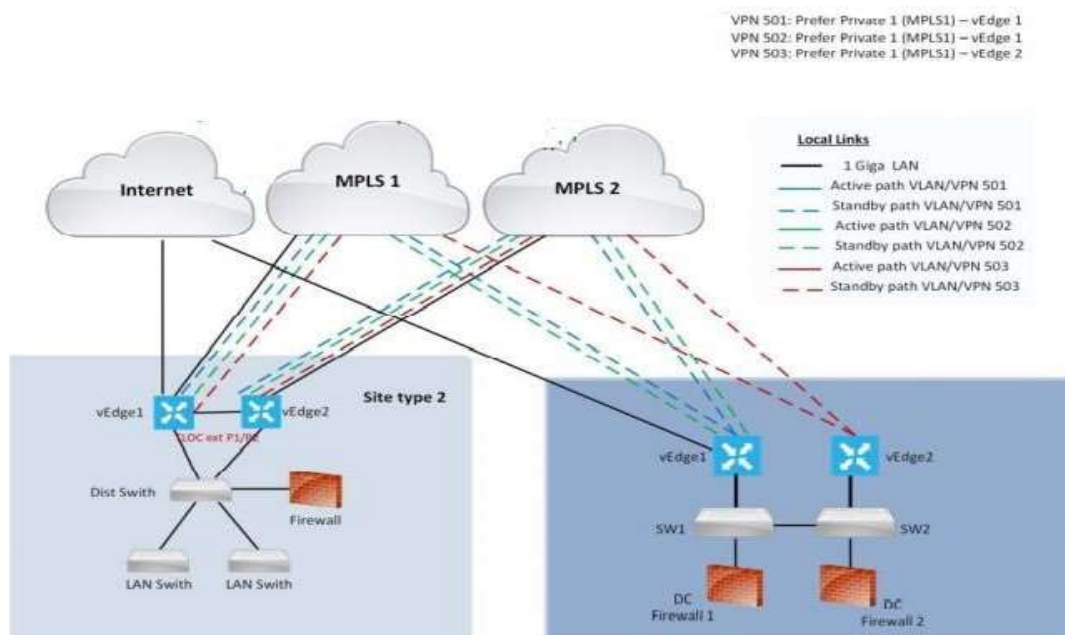 VPN 501: Prefer Private 1 (MPLS1) – vEdge 1
VPN 502: Prefer Private 1 (MPLS1) – vEdge 1
VPN 503: Prefer Private 1 (MPLS1) – vEdge 2
Local Links
1 Giga LAN
Active path VLAN/VPN 501
Standby path VLAN/VPN 501
Active path VLAN/VPN 502
Standby path VLAN/VPN 502
Active path VLAN/VPN 503
Standby path VLAN/VPN 503
Internet
MPLS 1
MPLS 2
Site type 2
vEdge1
vEdge2
LOC ext P1/P2
Dist Swith
Firewall
LAN Swith
LAN Swith
vEdge1
vEdge2
SW1
SW2
DC
Firewall 1
DC
Firewall 2